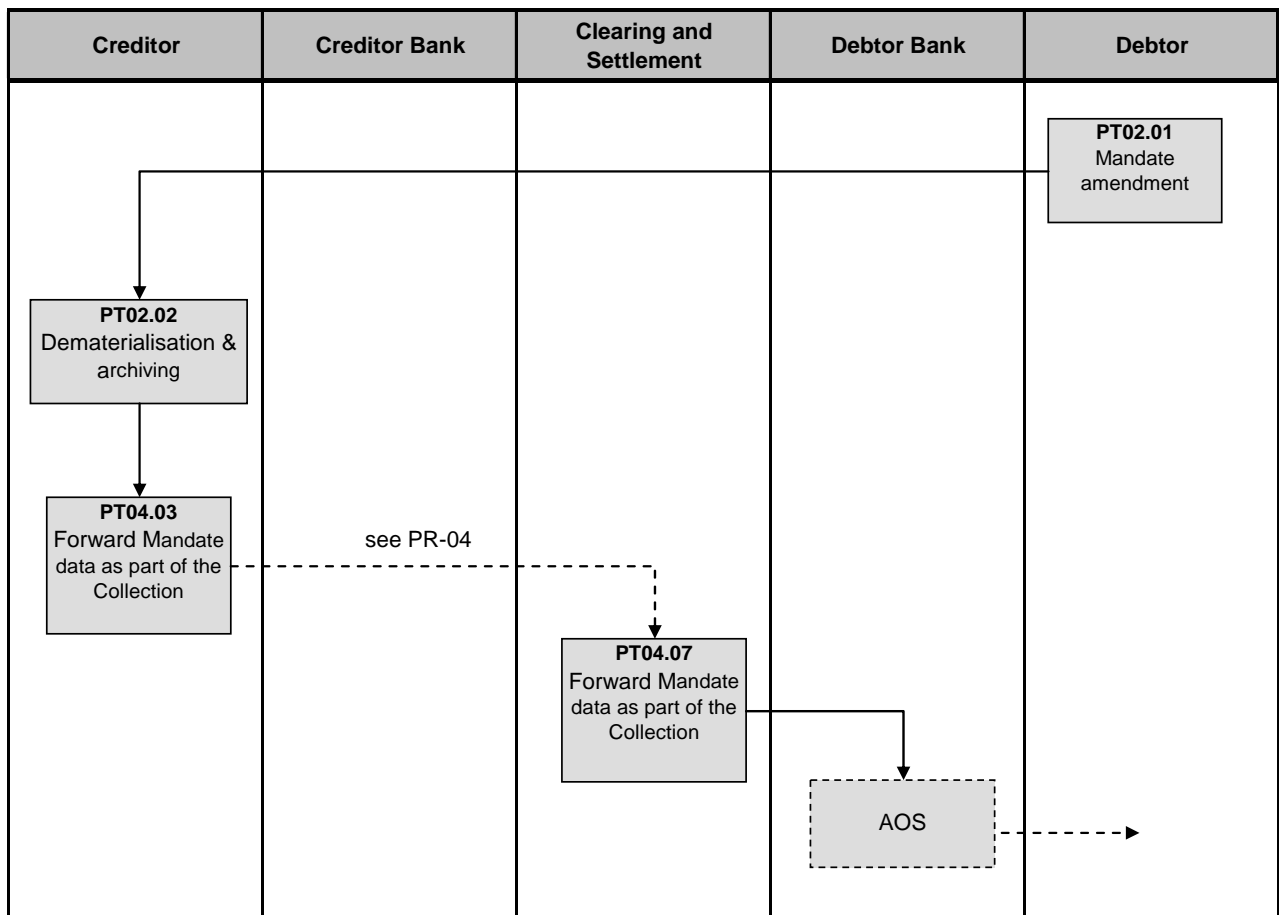 Creditor
Creditor Bank
Clearing and
Settlement
Debtor Bank
Debtor
PT02.01
Mandate
amendment
PT02.02
Dematerialisation &
archiving
PT04.03
Forward Mandate
data as part of the
Collection
see PR-04
PT04.07
Forward Mandate
data as part of the
Collection
AOS